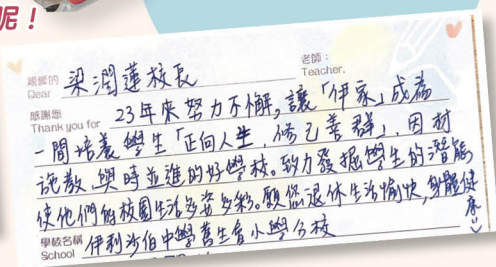 呢！
親愛的 梁潤蓮校長 老師：
Dear Teacher,
感謝您 23年來努力不懈，讓「伊家」成為
Thank you for
一間培養學生「正向人生，修己善群」，因材
施教，與時並進的好學校。致力發掘學生的潛能
使他們的校園生活多姿多彩。願您退休生活愉快，身體健
康
學校名稱 伊利沙伯中學舊生會小學分校
School